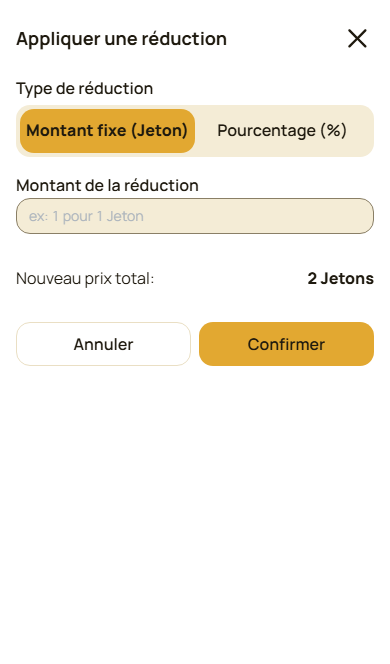 Appliquer une réduction
Type de réduction
Montant fixe (Jeton) Pourcentage (%)
Montant de la réduction
ex: 1 pour 1 Jeton
Nouveau prix total: 2 Jetons
Annuler Confirmer